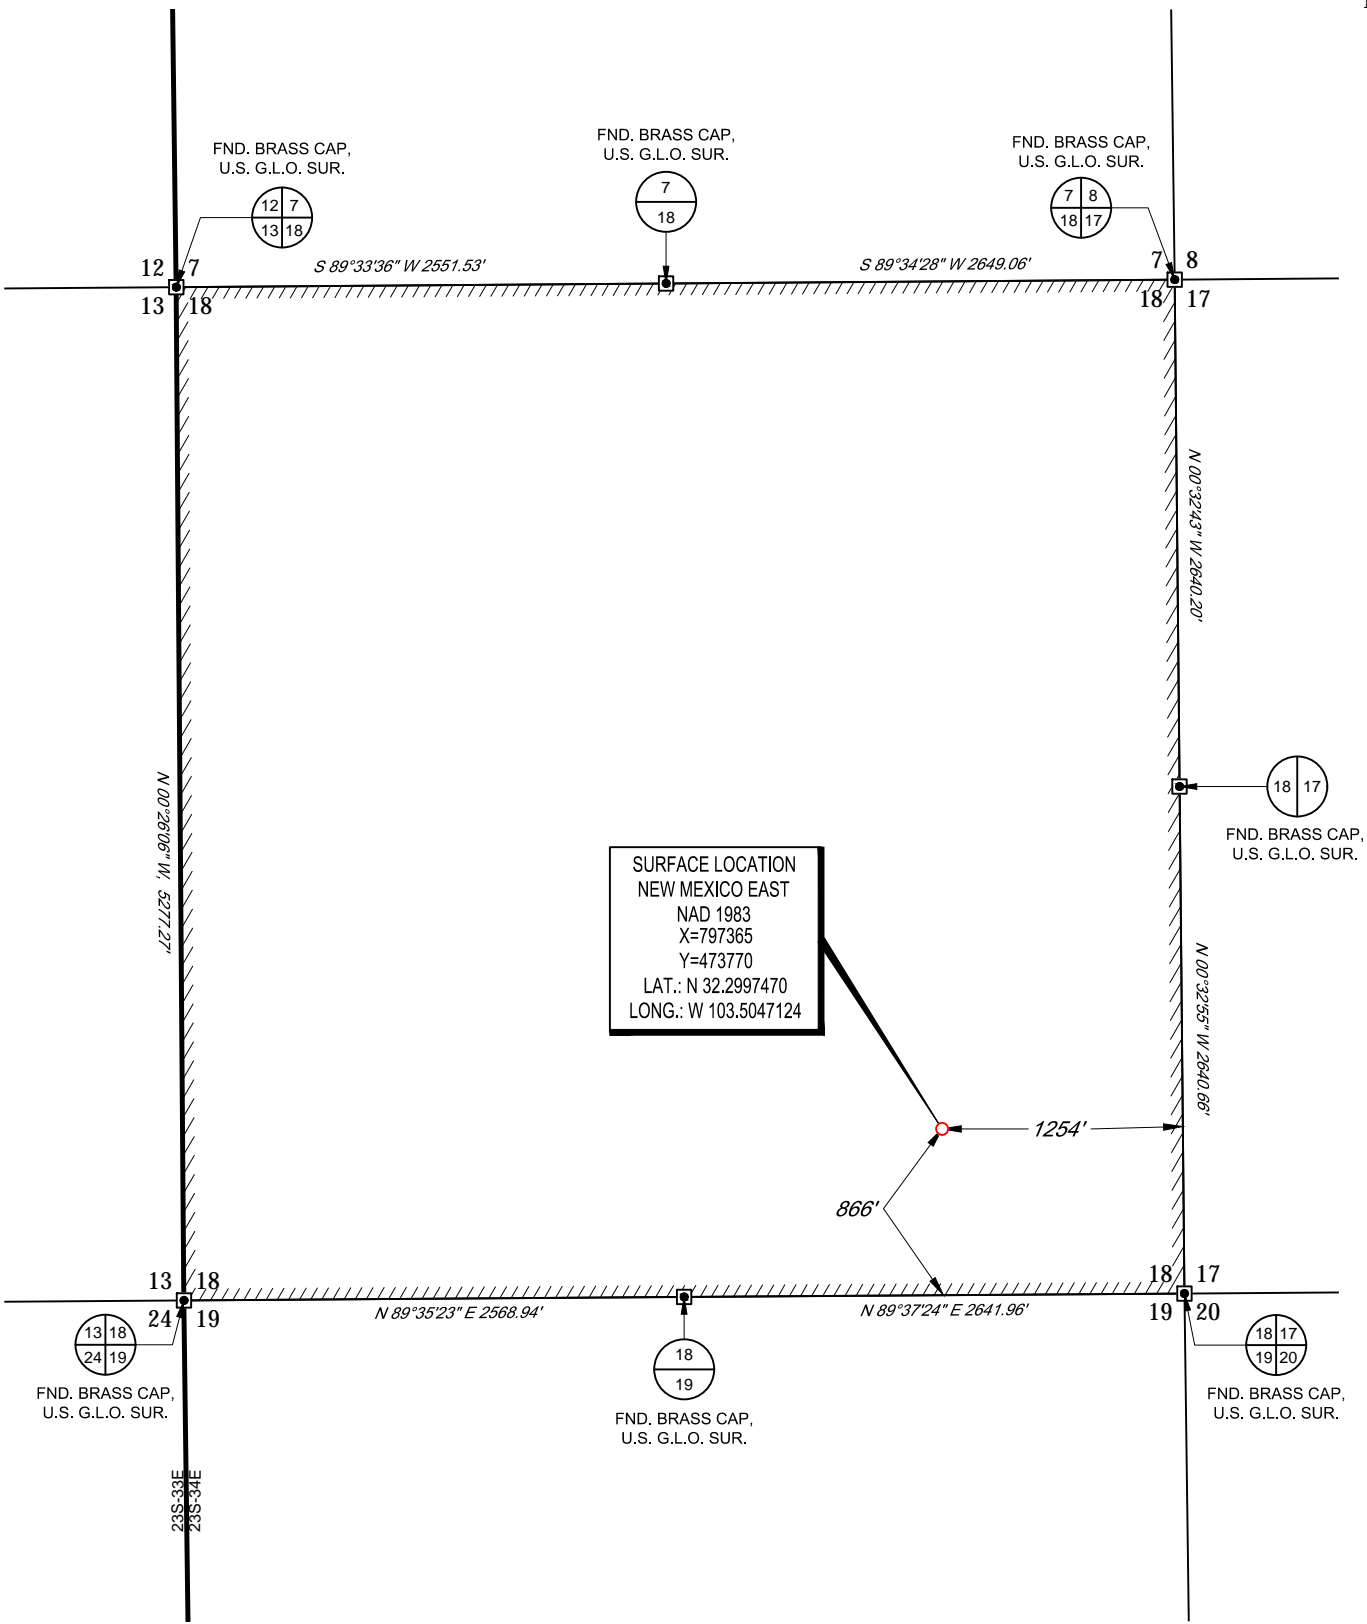 FND. BRASS CAP,
U.S. G.L.O. SUR.
12 7
13 18
FND. BRASS CAP,
U.S. G.L.O. SUR.
7
18
FND. BRASS CAP,
U.S. G.L.O. SUR.
7 8
18 17
12 7
13 18
S 89°33'36" W 2551.53'
S 89°34'28" W 2649.06'
7 8
18 17
N 00°32'43" W 2640.20'
N 00°26'06" W, 5277.27'
18 17
FND. BRASS CAP,
U.S. G.L.O. SUR.
SURFACE LOCATION
NEW MEXICO EAST
NAD 1983
X=797365
Y=473770
LAT.: N 32.2997470
LONG.: W 103.5047124
N 00°32'55" W 2640.66'
1254'
866'
13 18
24 19
N 89°35'23" E 2568.94'
N 89°37'24" E 2641.96'
18 17
19 20
13 18
24 19
FND. BRASS CAP,
U.S. G.L.O. SUR.
18
19
FND. BRASS CAP,
U.S. G.L.O. SUR.
18 17
19 20
FND. BRASS CAP,
U.S. G.L.O. SUR.
23S-33E
23S-34E